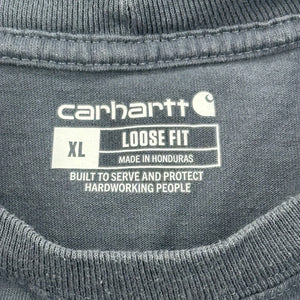 carhartt
XL LOOSE FIT
MADE IN HONDURAS
BUILT TO SERVE AND PROTECT
HARDWORKING PEOPLE